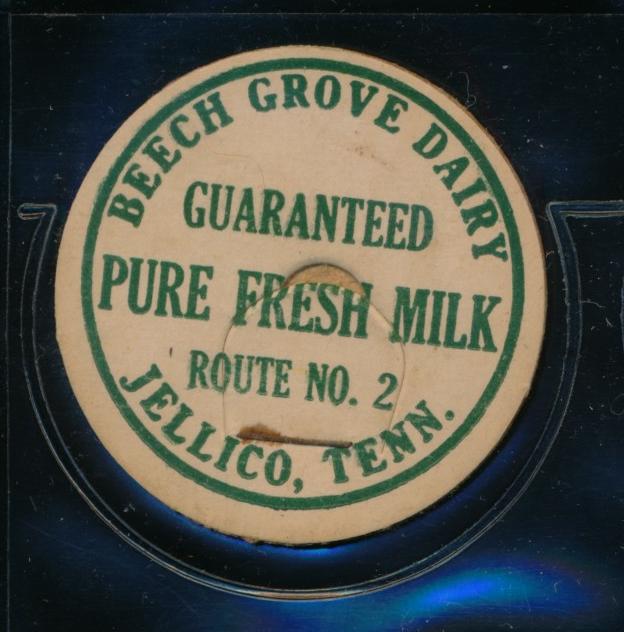 BEECH GROVE DAIRY
GUARANTEED
PURE FRESH MILK
ROUTE NO. 2
JELLICO, TENN.